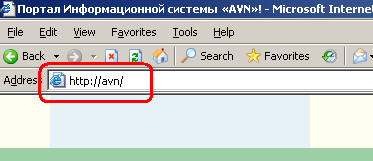 Портал Информационной системы «AVN»! - Microsoft Internet
File Edit View Favorites Tools Help
Back Search Favorites
Address http://avn/